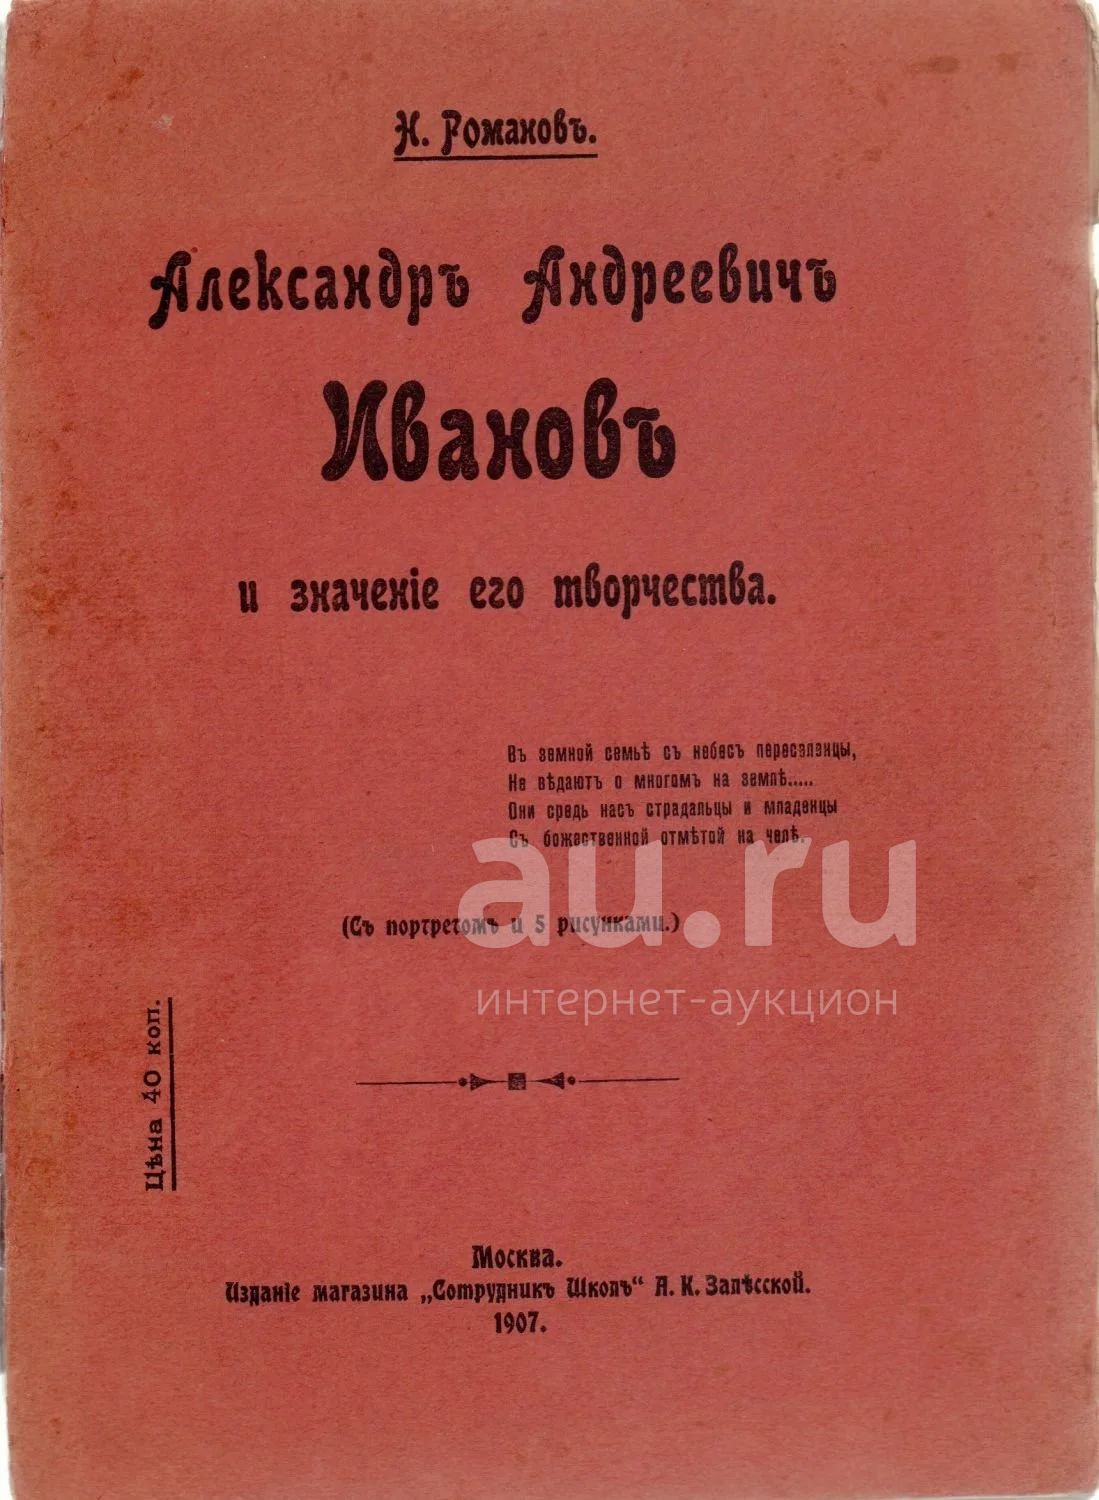 Н. Романовъ.
Александръ Андреевичъ
Ивановъ
и значеніе его творчества.
Въ земной семьѣ съ небесъ переселенцы,
Не вѣдаютъ о многомъ на землѣ.....
Они средь насъ страдальцы и младенцы
Съ божественной отмѣтой на челѣ.
au.ru
(Съ портретомъ и 5 рисунками.)
интернет-аукцион
Цѣна 40 коп.
Москва.
Изданіе магазина „Сотрудникъ Школъ“ А. К. Залѣсской.
1907.